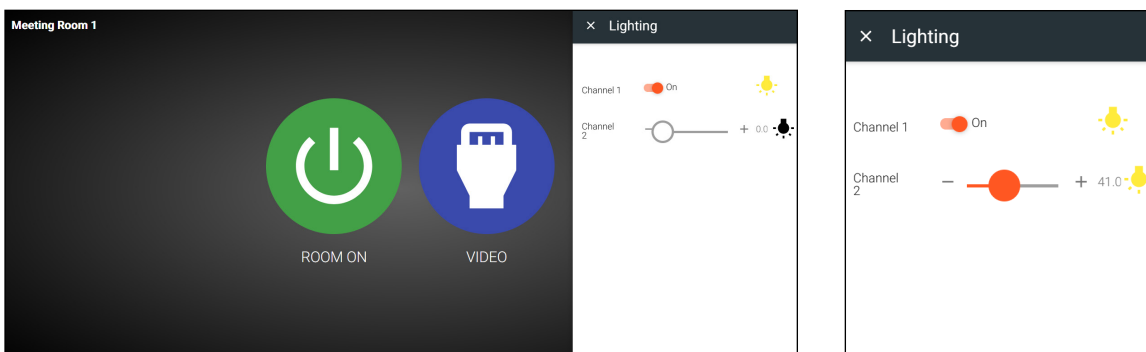 Meeting Room 1
ROOM ON
VIDEO
× Lighting
Channel 1 On
Channel
2
− + 0.0
× Lighting
Channel 1 On
Channel
2
− + 41.0